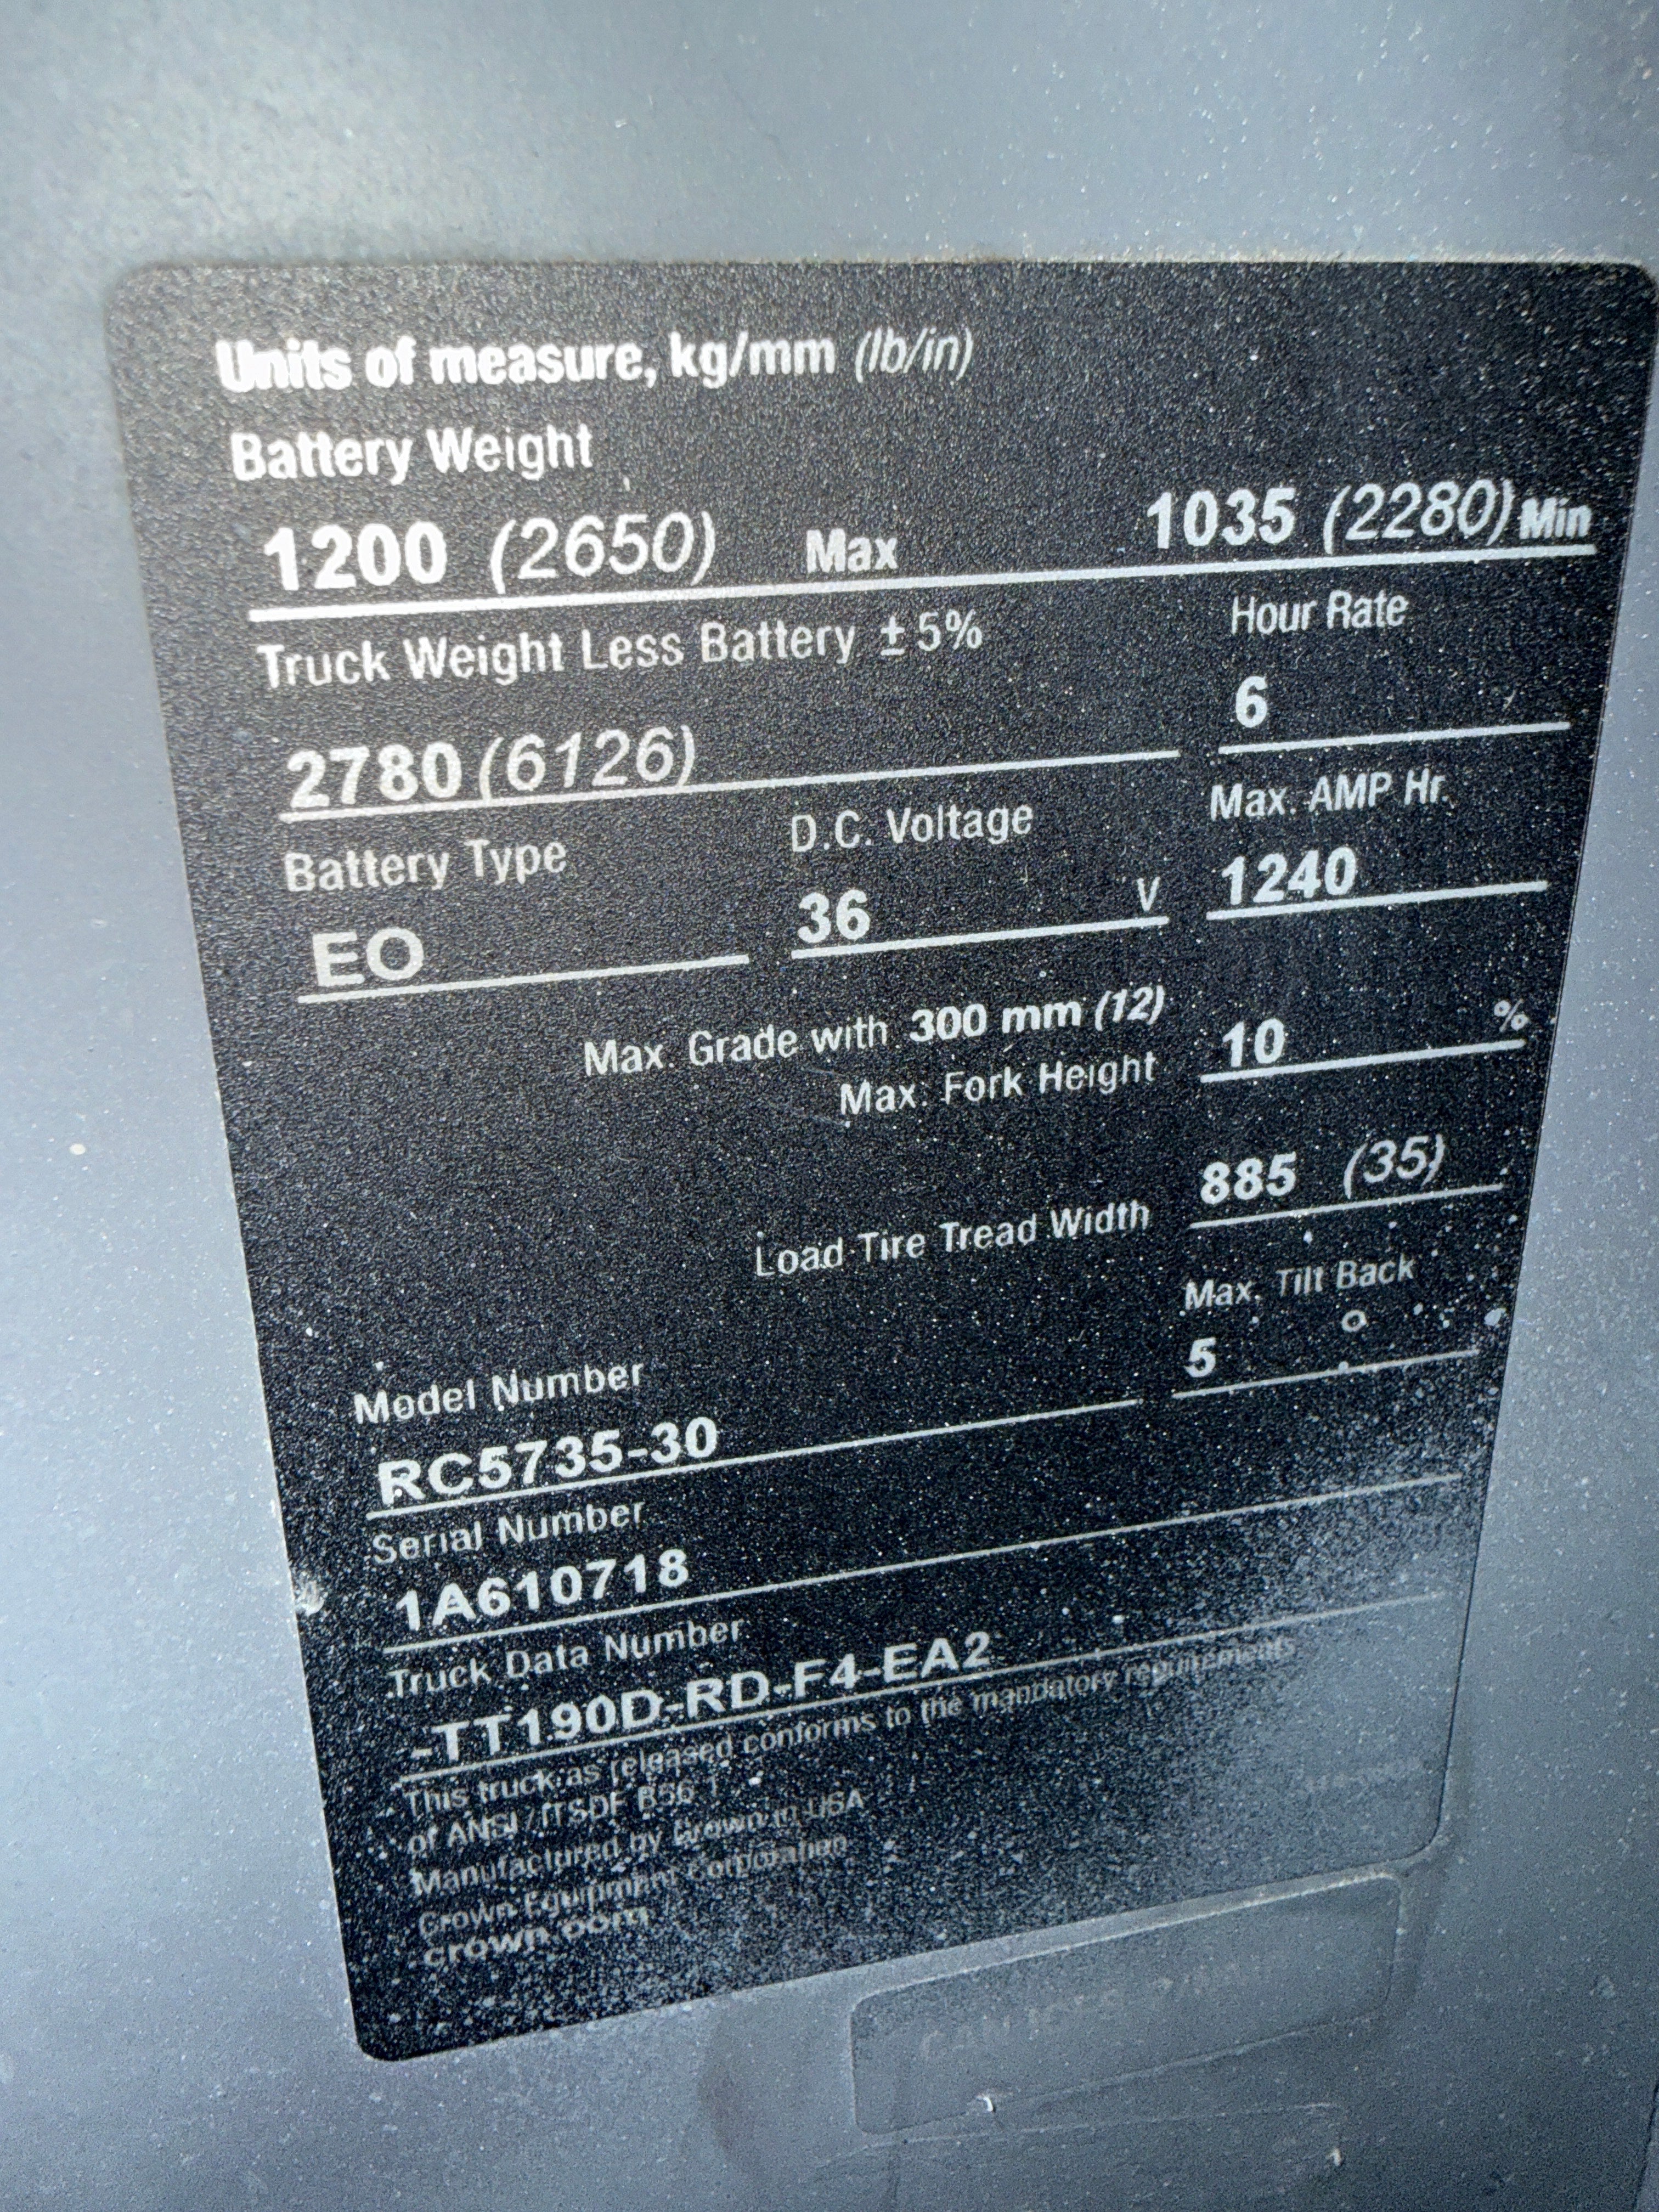 Units of measure, kg/mm (lb/in)
Battery Weight
1200 (2650) Max 1035 (2280) Min
Truck Weight Less Battery ± 5% Hour Rate
2780 (6126) 6
Battery Type D.C. Voltage Max. AMP Hr.
EO 36 V 1240
Max. Grade with 300 mm (12) 10 %
Max. Fork Height
885 (35)
Load Tire Tread Width
Max. Tilt Back
5 °
Model Number
RC5735-30
Serial Number
1A610718
Truck Data Number
-TT190D-RD-F4-EA2
This truck as released conforms to the mandatory requirements
of ANSI / ITSDF B56.1
Manufactured by Crown in USA
Crown Equipment Corporation
crown.com